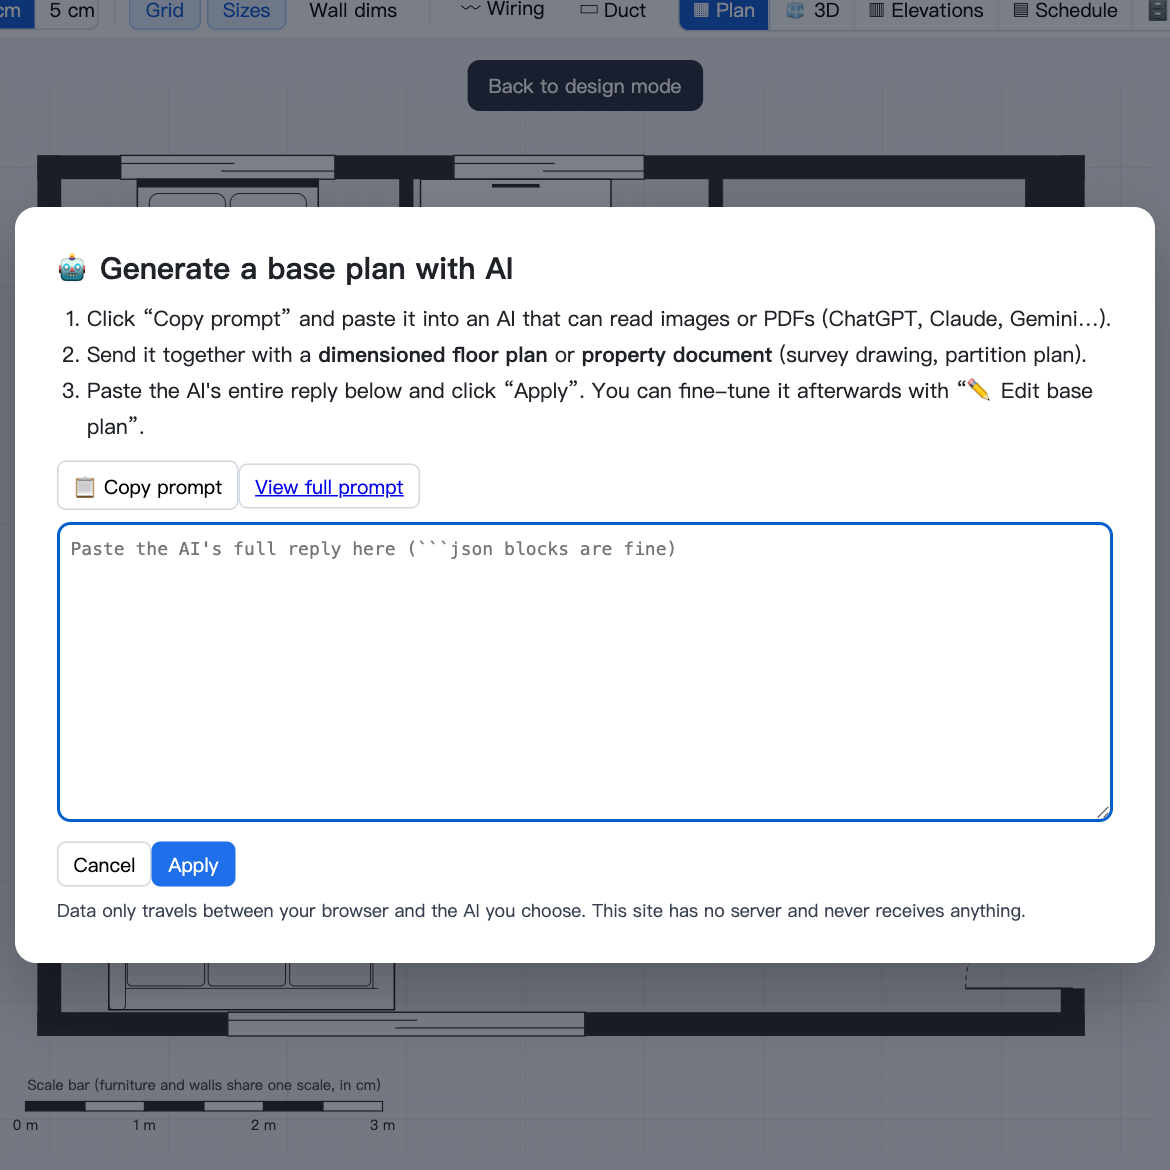 cm 5 cm Grid Sizes Wall dims Wiring Duct Plan 3D Elevations Schedule
Back to design mode
Generate a base plan with AI
1. Click “Copy prompt” and paste it into an AI that can read images or PDFs (ChatGPT, Claude, Gemini…).
2. Send it together with a dimensioned floor plan or property document (survey drawing, partition plan).
3. Paste the AI's entire reply below and click “Apply”. You can fine-tune it afterwards with “✏️ Edit base
plan”.
Copy prompt View full prompt
Paste the AI's full reply here (```json blocks are fine)
Cancel Apply
Data only travels between your browser and the AI you choose. This site has no server and never receives anything.
Scale bar (furniture and walls share one scale, in cm)
0 m 1 m 2 m 3 m